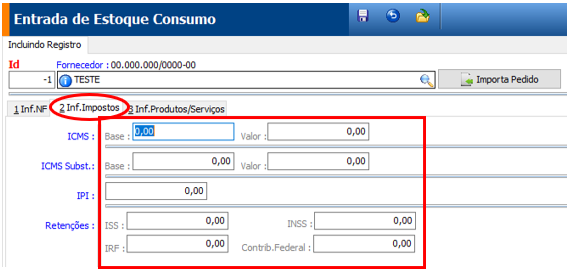 Entrada de Estoque Consumo
Incluindo Registro
Id Fornecedor : 00.000.000/0000-00
-1 TESTE Importa Pedido
1 Inf.NF 2 Inf.Impostos 3 Inf.Produtos/Serviços
ICMS : Base : 0,00 Valor : 0,00
ICMS Subst.: Base : 0,00 Valor : 0,00
IPI : 0,00
Retenções : ISS : 0,00 INSS : 0,00
IRF : 0,00 Contrib.Federal : 0,00